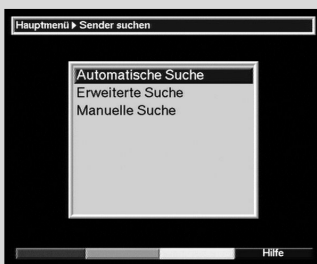 Hauptmenü ▶ Sender suchen
Automatische Suche
Erweiterte Suche
Manuelle Suche
Hilfe